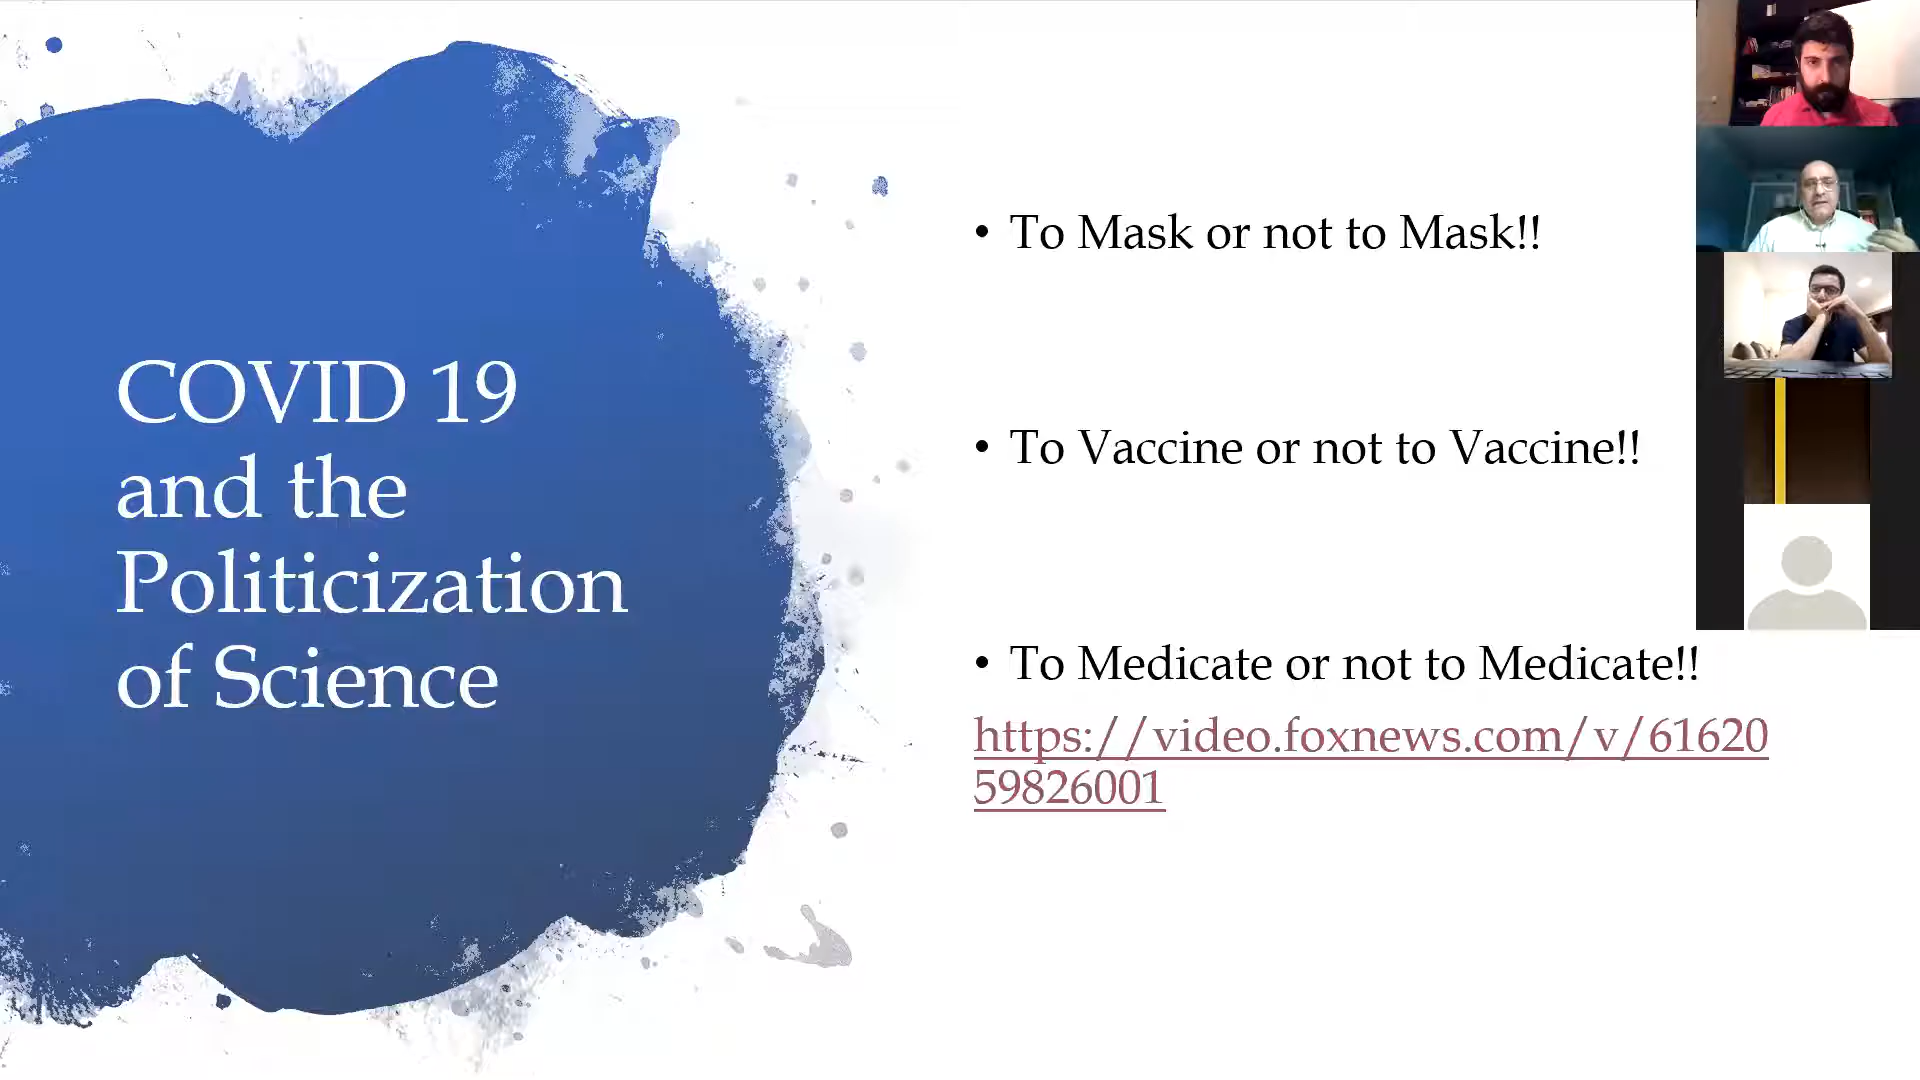 COVID 19
and the
Politicization
of Science
• To Mask or not to Mask!!
• To Vaccine or not to Vaccine!!
• To Medicate or not to Medicate!!
https://video.foxnews.com/v/61620
59826001